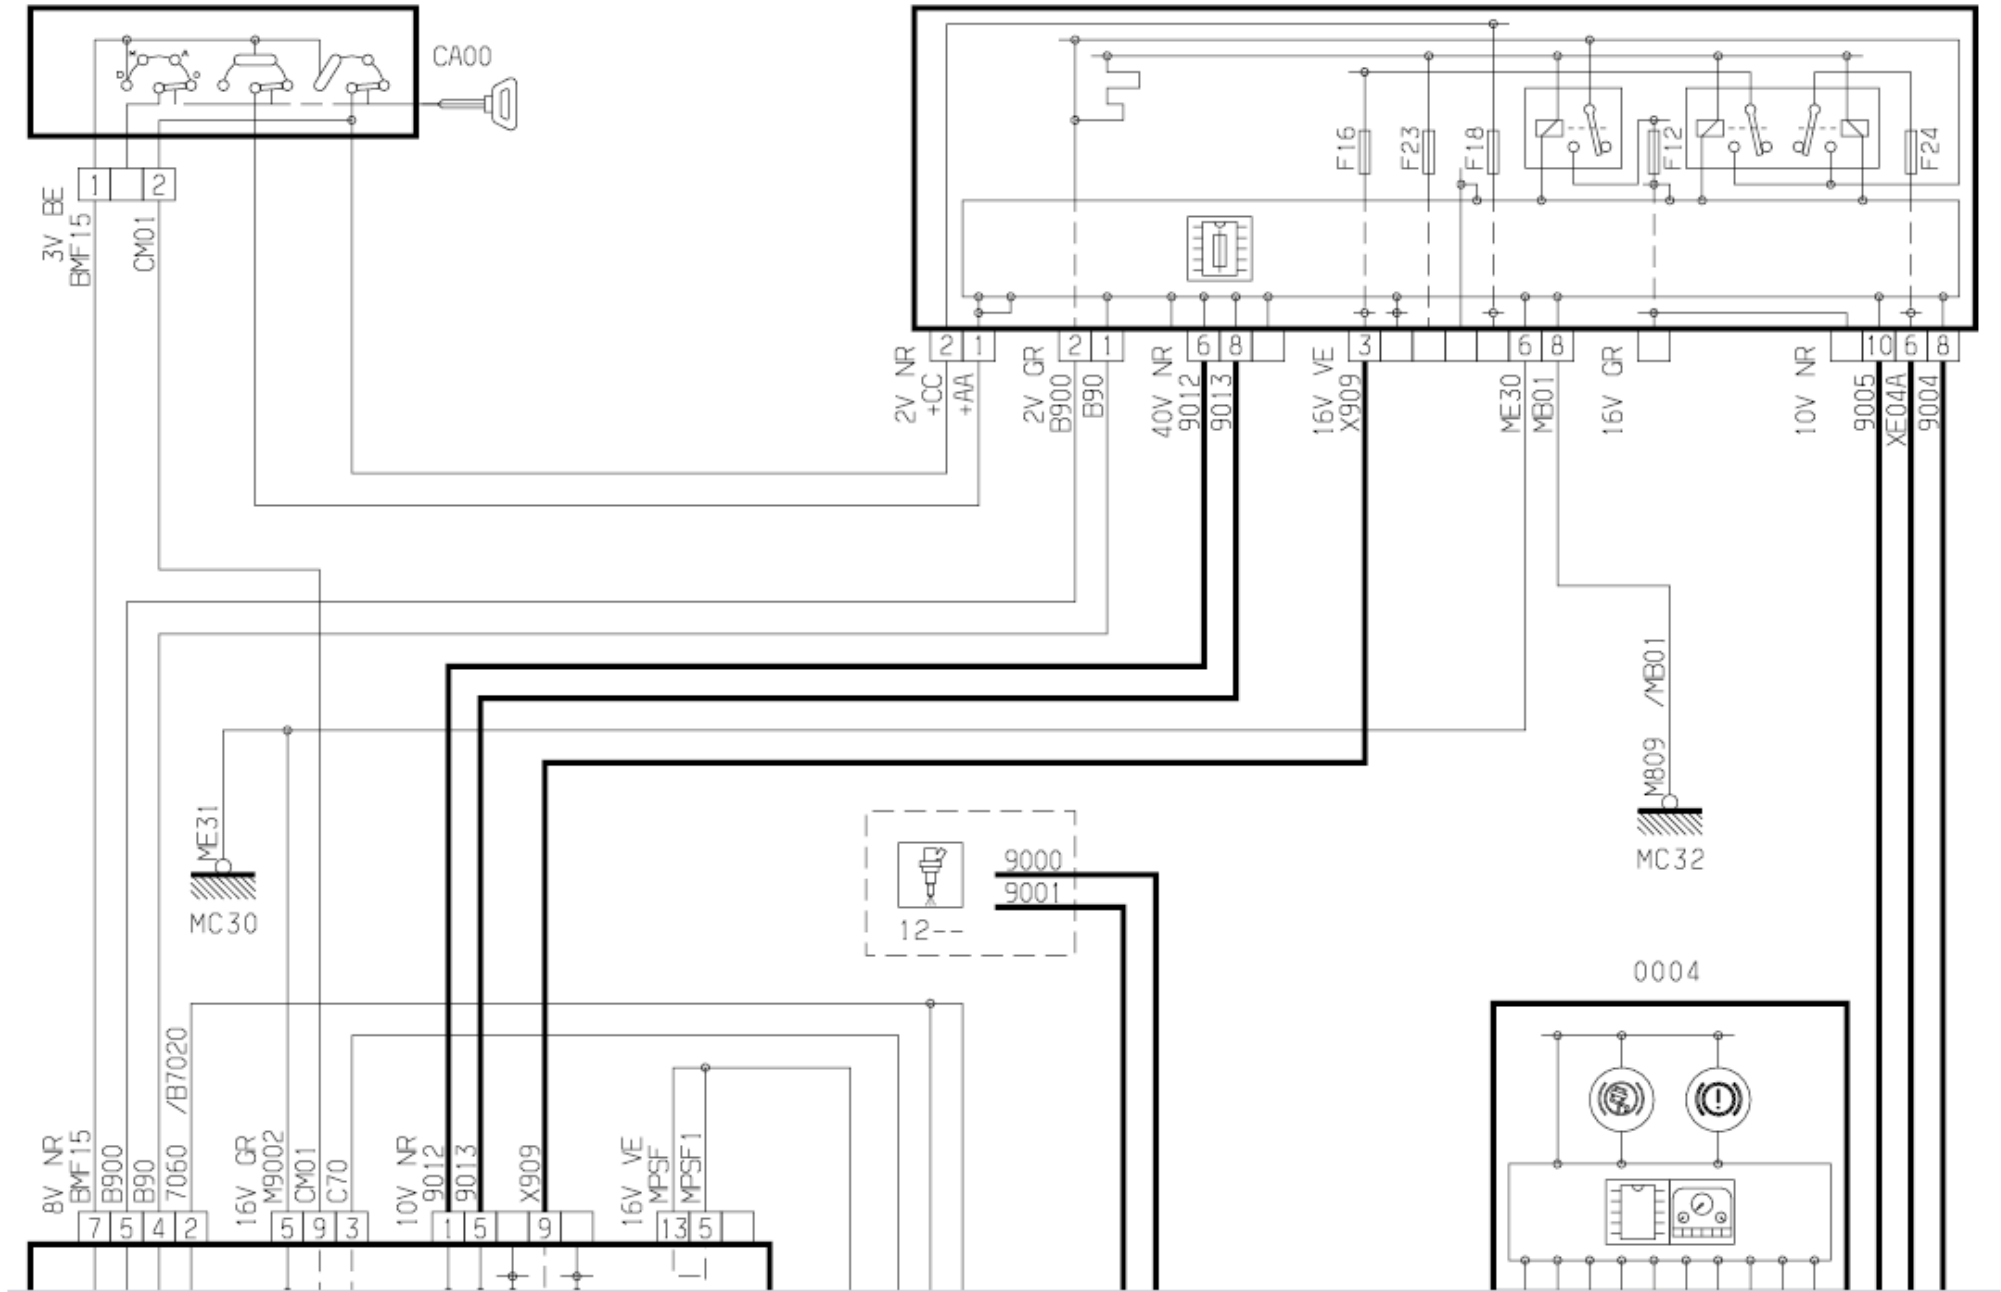 CA00
M A
D O
F16
F23
F18
F12
F24
1 2
3V BE
BMF15
CM01
2 1
2V NR
+CC
+AA
2 1
2V GR
B900
B90
6 8
40V NR
9012
9013
3
16V VE
X909
6 8
ME30
MB01
16V GR
10 6 8
10V NR
9005
XE04A
9004
M809 /MB01
MC32
ME31
MC30
9000
9001
12--
0004
!
8V NR
BMF15
B900
B90
7060 /B7020
7 5 4 2
16V GR
M9002
CM01
C70
5 9 3
10V NR
9012
9013
X909
1 5 9
16V VE
MPSF
MPSF1
13 5